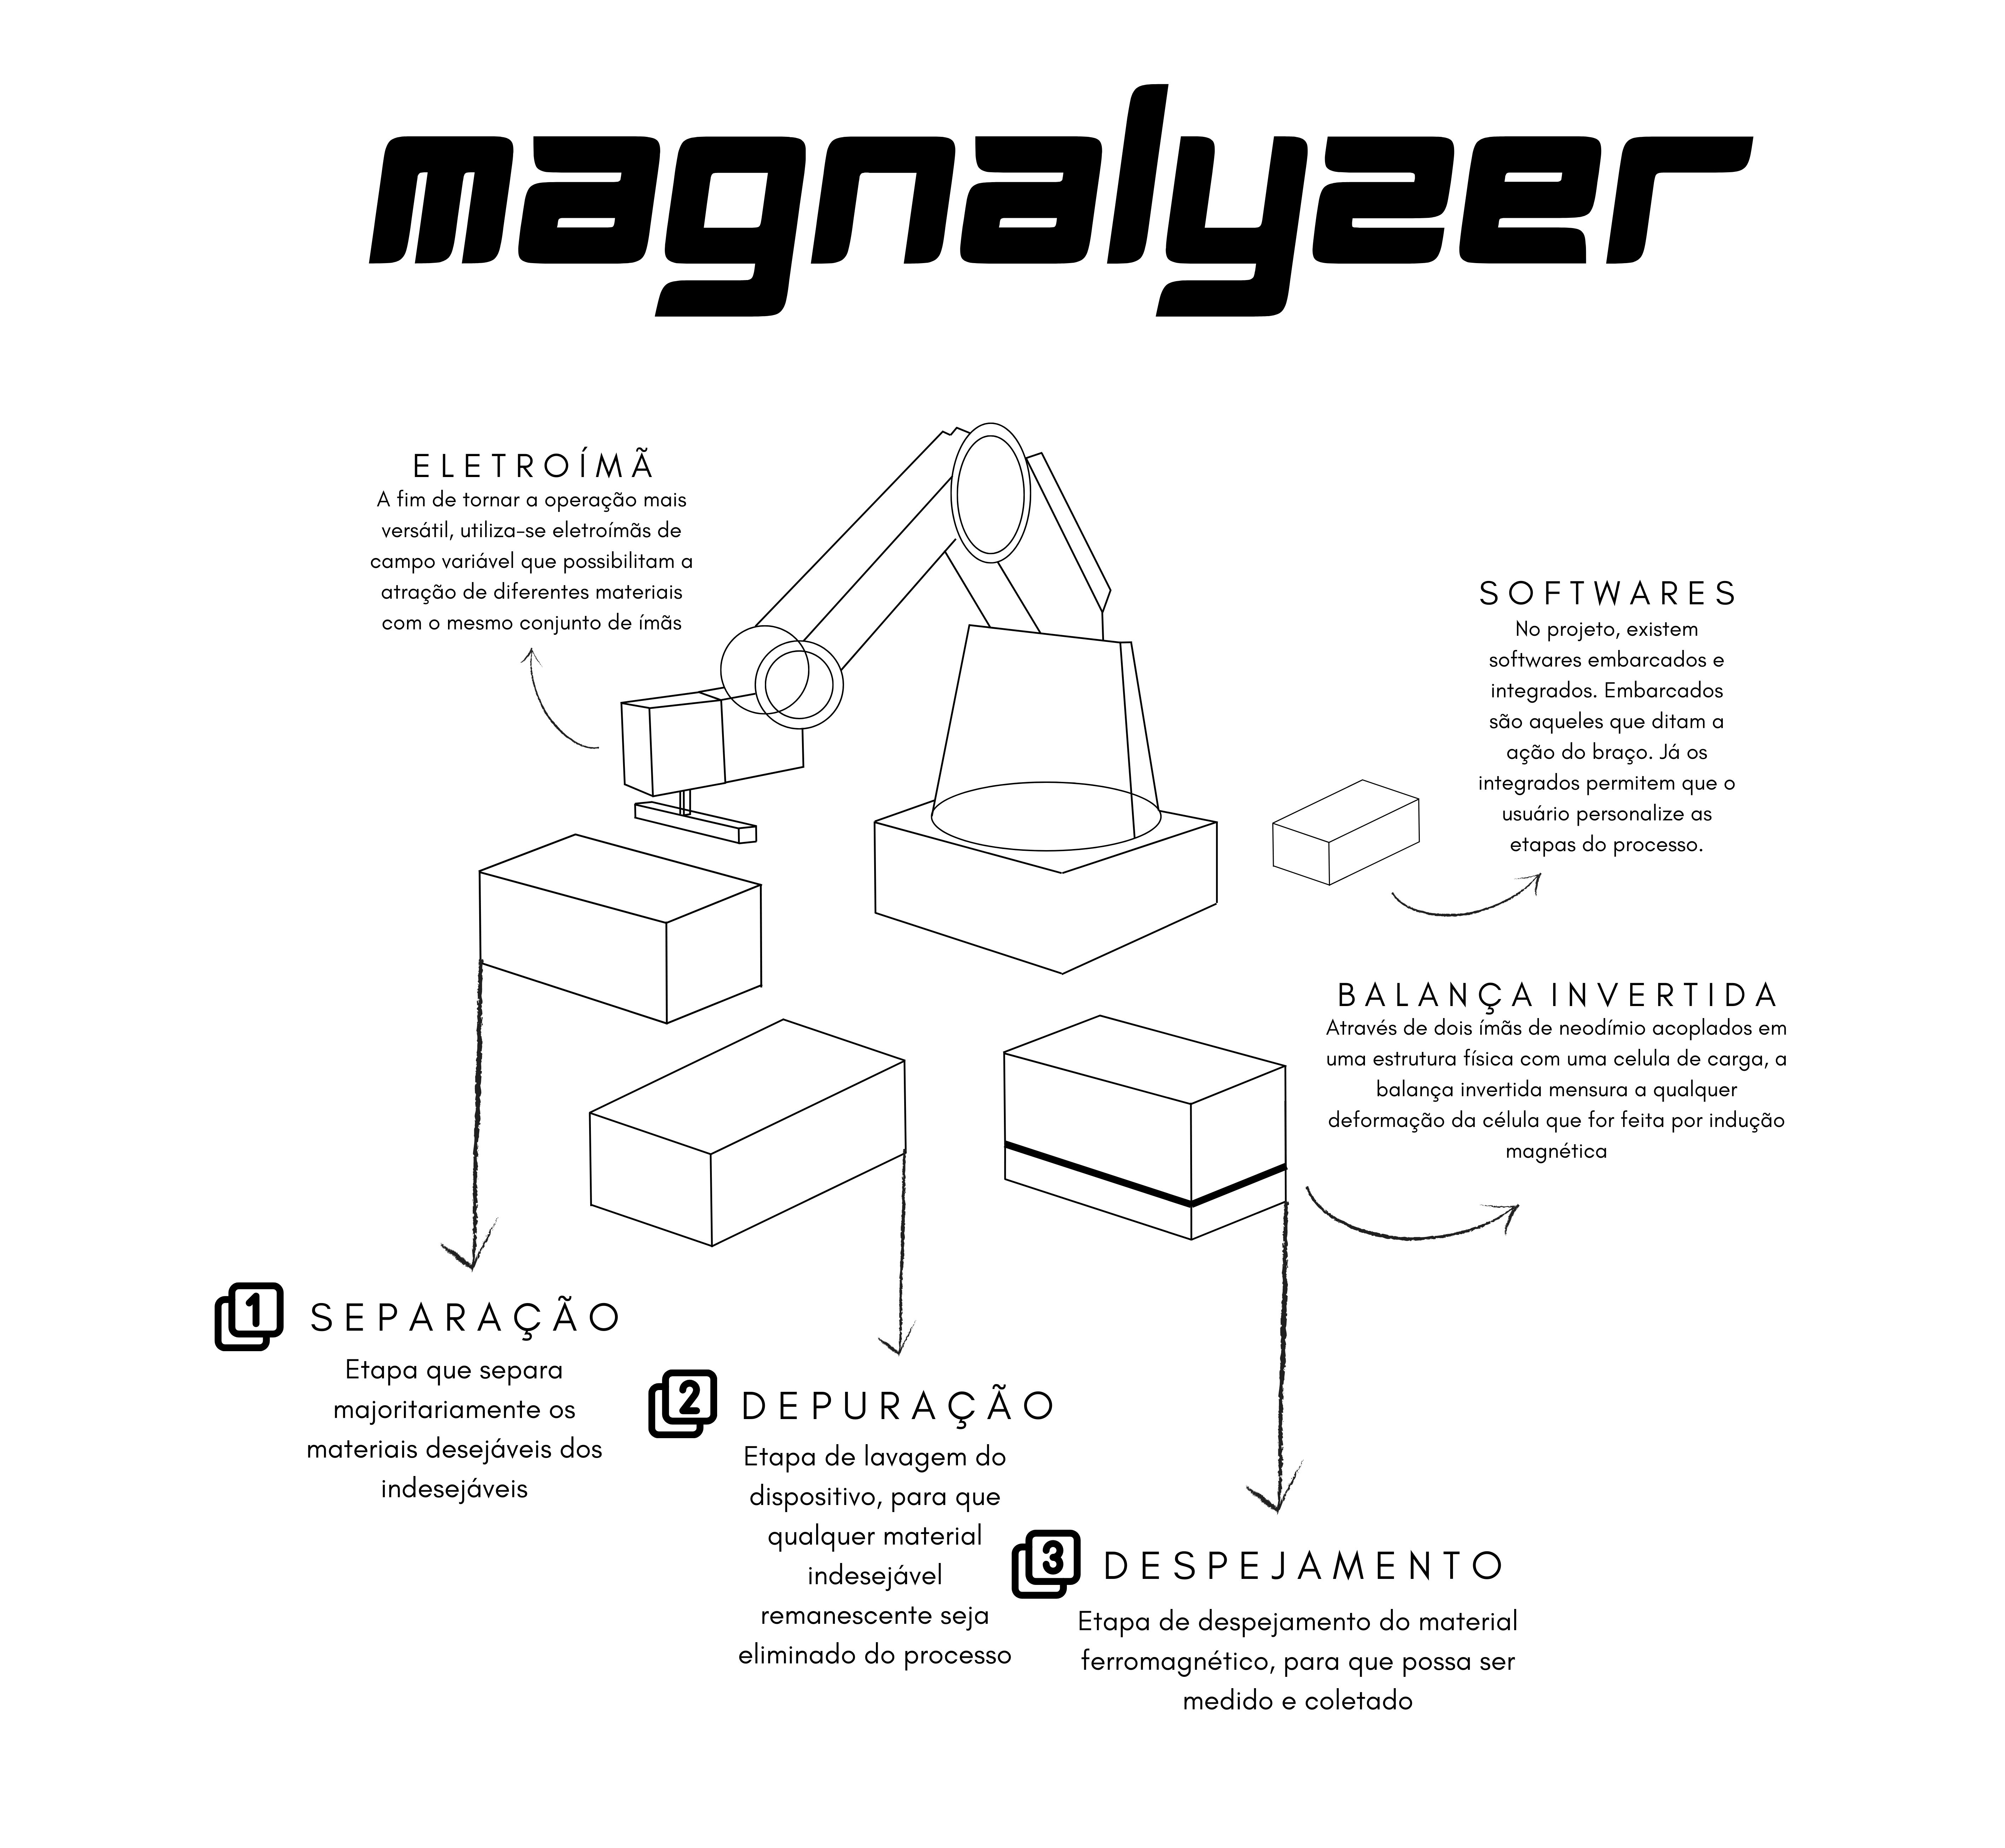 magnalyzer
ELETROÍMÃ
A fim de tornar a operação mais
versátil, utiliza-se eletroímãs de
campo variável que possibilitam a
atração de diferentes materiais
com o mesmo conjunto de ímãs
SOFTWARES
No projeto, existem
softwares embarcados e
integrados. Embarcados
são aqueles que ditam a
ação do braço. Já os
integrados permitem que o
usuário personalize as
etapas do processo.
BALANÇA INVERTIDA
Através de dois ímãs de neodímio acoplados em
uma estrutura física com uma celula de carga, a
balança invertida mensura a qualquer
deformação da célula que for feita por indução
magnética
1 SEPARAÇÃO
Etapa que separa
majoritariamente os
materiais desejáveis dos
indesejáveis
2 DEPURAÇÃO
Etapa de lavagem do
dispositivo, para que
qualquer material
indesejável
remanescente seja
eliminado do processo
3 DESPEJAMENTO
Etapa de despejamento do material
ferromagnético, para que possa ser
medido e coletado